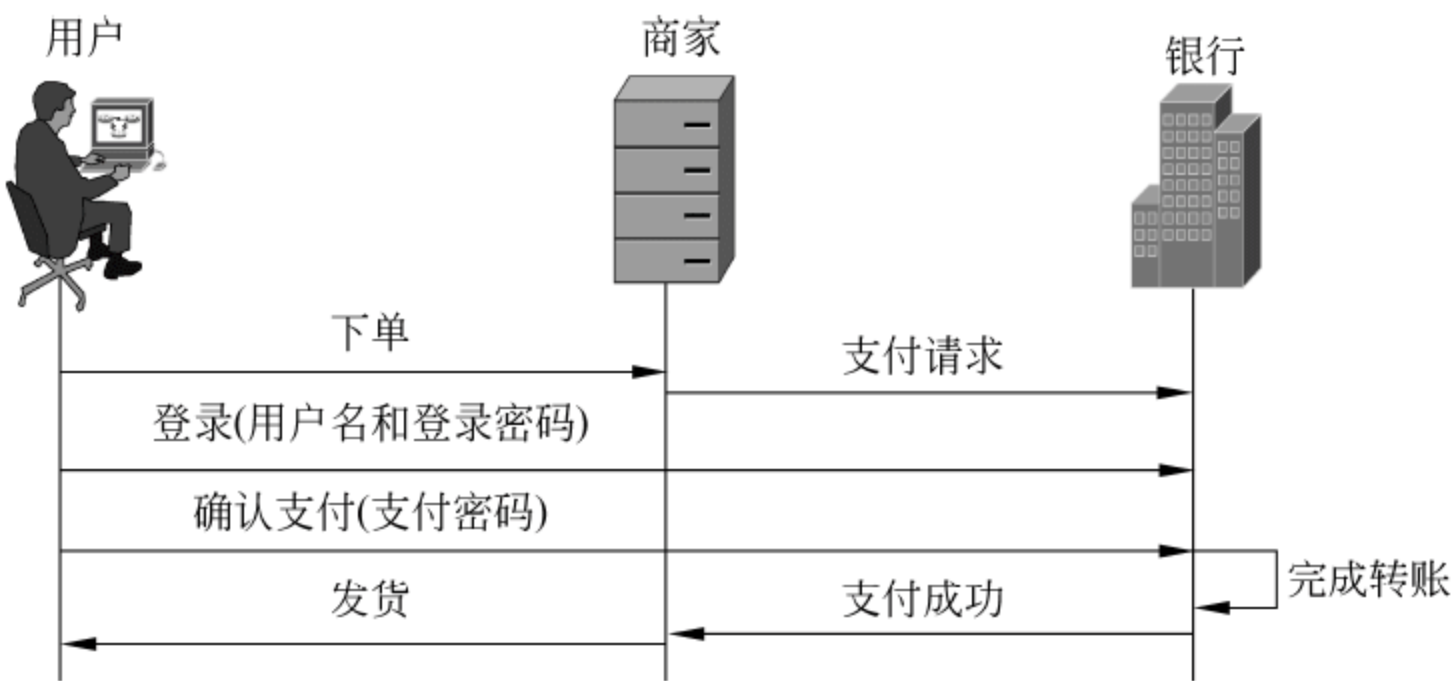 用户
商家
银行
下单
支付请求
登录(用户名和登录密码)
确认支付(支付密码)
完成转账
发货
支付成功